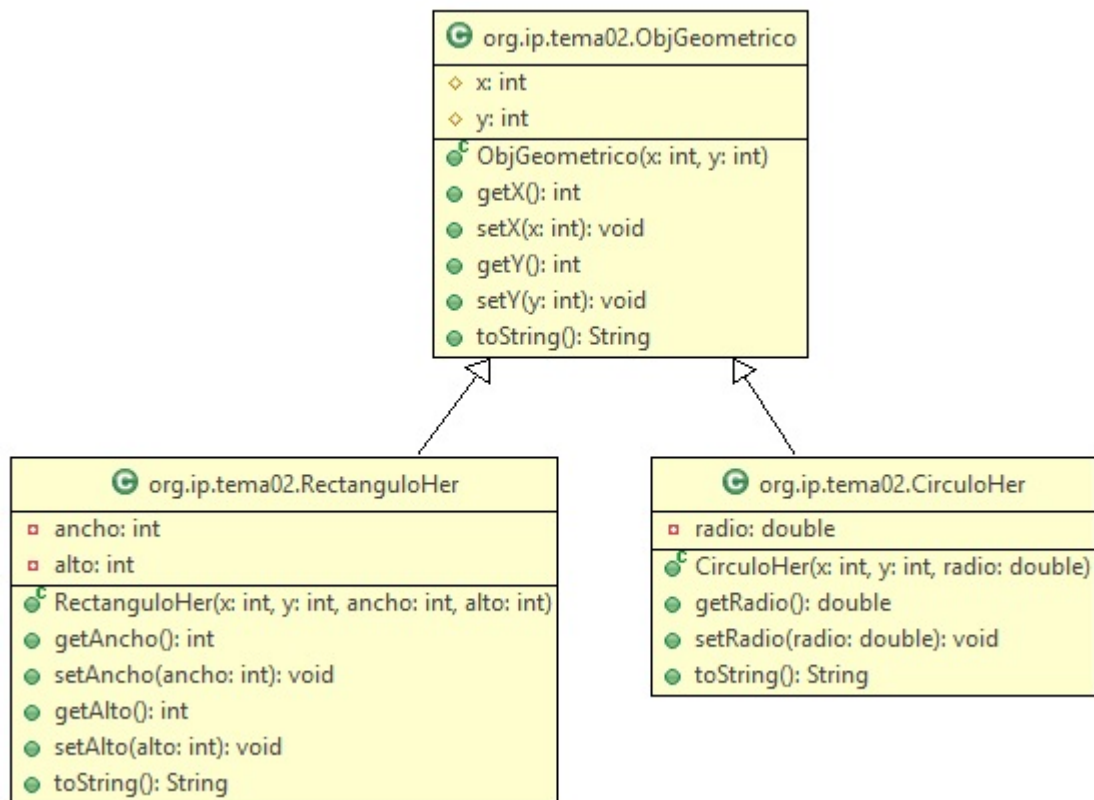 org.ip.tema02.ObjGeometrico
x: int
y: int
ObjGeometrico(x: int, y: int)
getX(): int
setX(x: int): void
getY(): int
setY(y: int): void
toString(): String
org.ip.tema02.RectanguloHer
ancho: int
alto: int
RectanguloHer(x: int, y: int, ancho: int, alto: int)
getAncho(): int
setAncho(ancho: int): void
getAlto(): int
setAlto(alto: int): void
toString(): String
org.ip.tema02.CirculoHer
radio: double
CirculoHer(x: int, y: int, radio: double)
getRadio(): double
setRadio(radio: double): void
toString(): String